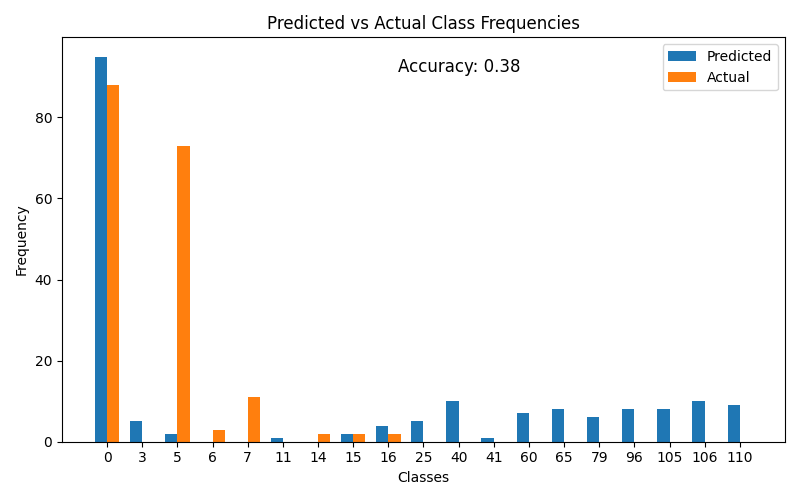 Predicted vs Actual Class Frequencies
Accuracy: 0.38
Predicted
Actual
Frequency
80
60
40
20
0
0 3 5 6 7 11 14 15 16 25 40 41 60 65 79 96 105 106 110
Classes